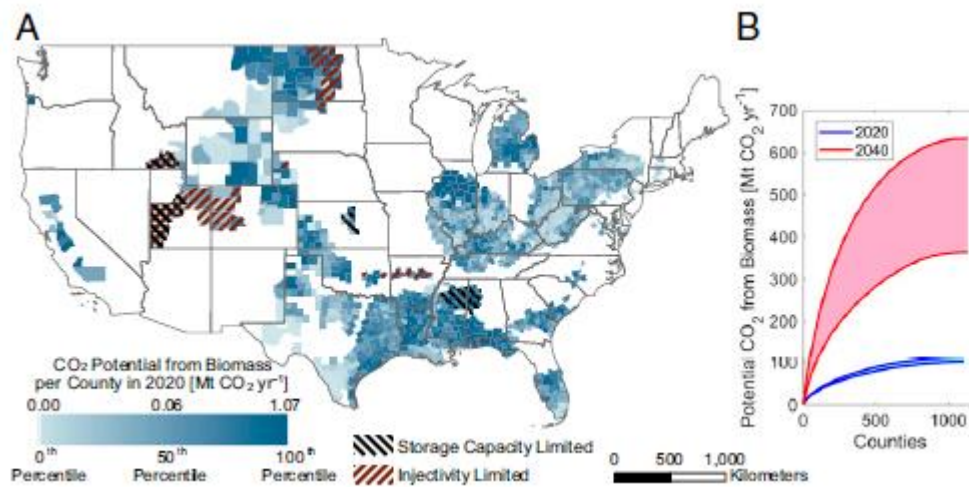 A
CO₂ Potential from Biomass
per County in 2020 [Mt CO₂ yr⁻¹]
0.00 0.06 1.07
0ᵗʰ 50ᵗʰ 100ᵗʰ
Percentile Percentile Percentile
Storage Capacity Limited
Injectivity Limited
0 500 1,000
Kilometers
B
Potential CO₂ from Biomass [Mt CO₂ yr⁻¹]
700
600
500
400
300
200
100
0
2020
2040
0 500 1000
Counties